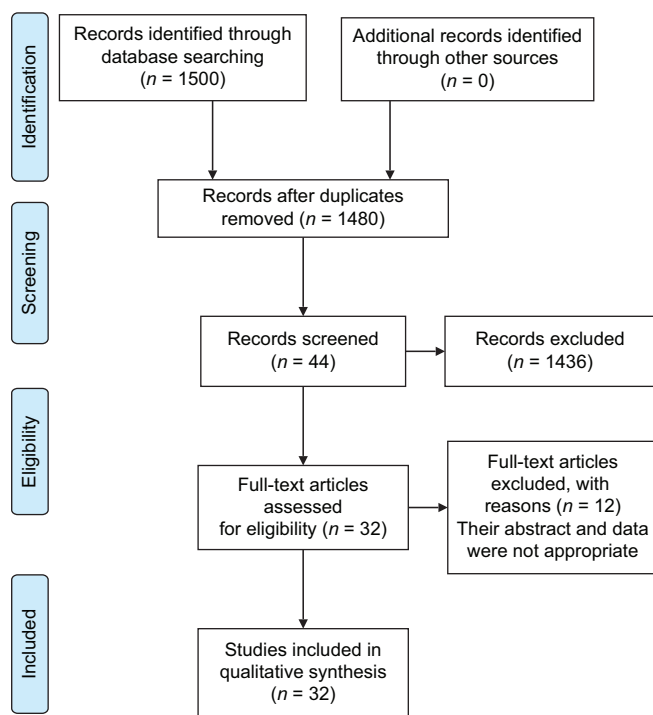 Identification
Records identified through
database searching
(n = 1500)
Additional records identified
through other sources
(n = 0)
Records after duplicates
removed (n = 1480)
Screening
Records screened
(n = 44)
Records excluded
(n = 1436)
Eligibility
Full-text articles
assessed
for eligibility (n = 32)
Full-text articles
excluded, with
reasons (n = 12)
Their abstract and data
were not appropriate
Included
Studies included in
qualitative synthesis
(n = 32)